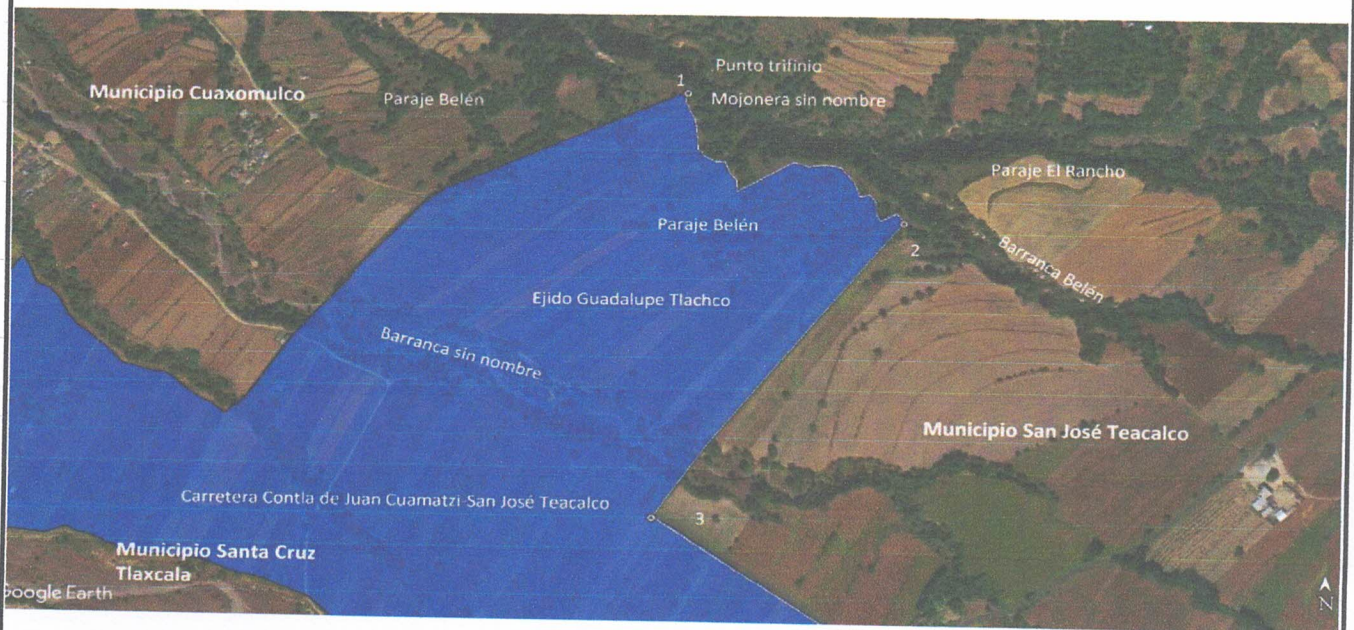 Punto trifinio
1
Municipio Cuaxomulco
Paraje Belén
Mojonera sin nombre
Paraje El Rancho
Paraje Belén
2
Barranca Belén
Ejido Guadalupe Tlachco
Barranca sin nombre
Municipio San José Teacalco
Carretera Contla de Juan Cuamatzi-San José Teacalco
3
Municipio Santa Cruz
Tlaxcala
Google Earth
N